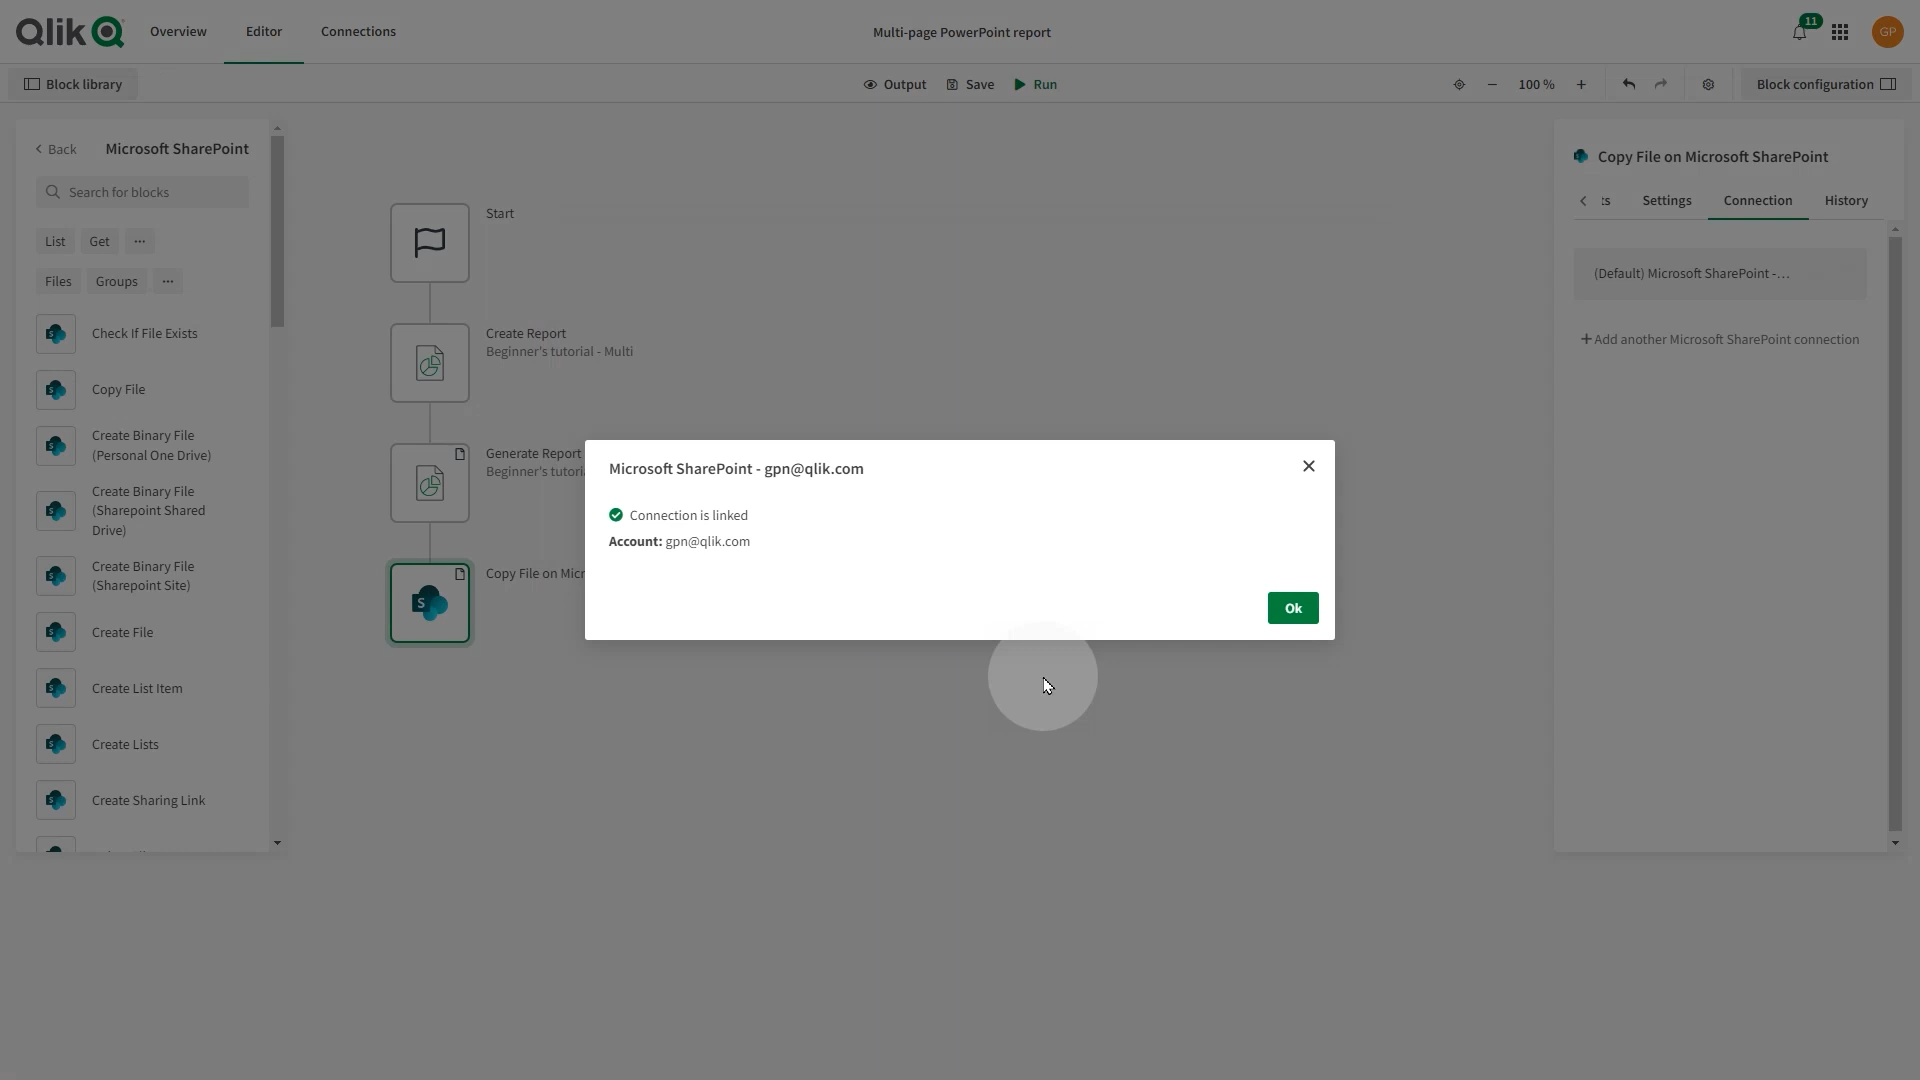 Qlik
Overview
Editor
Connections
Multi-page PowerPoint report
11
GP
Block library
Output
Save
Run
100 %
Block configuration
Back
Microsoft SharePoint
Search for blocks
List
Get
Files
Groups
Check If File Exists
Copy File
Create Binary File
(Personal One Drive)
Create Binary File
(Sharepoint Shared
Drive)
Create Binary File
(Sharepoint Site)
Create File
Create List Item
Create Lists
Create Sharing Link
Start
Create Report
Beginner's tutorial - Multi
Generate Report
Beginner's tutoria
Copy File on Micr
Microsoft SharePoint - gpn@qlik.com
Connection is linked
Account: gpn@qlik.com
Ok
Copy File on Microsoft SharePoint
ts
Settings
Connection
History
(Default) Microsoft SharePoint -...
+ Add another Microsoft SharePoint connection